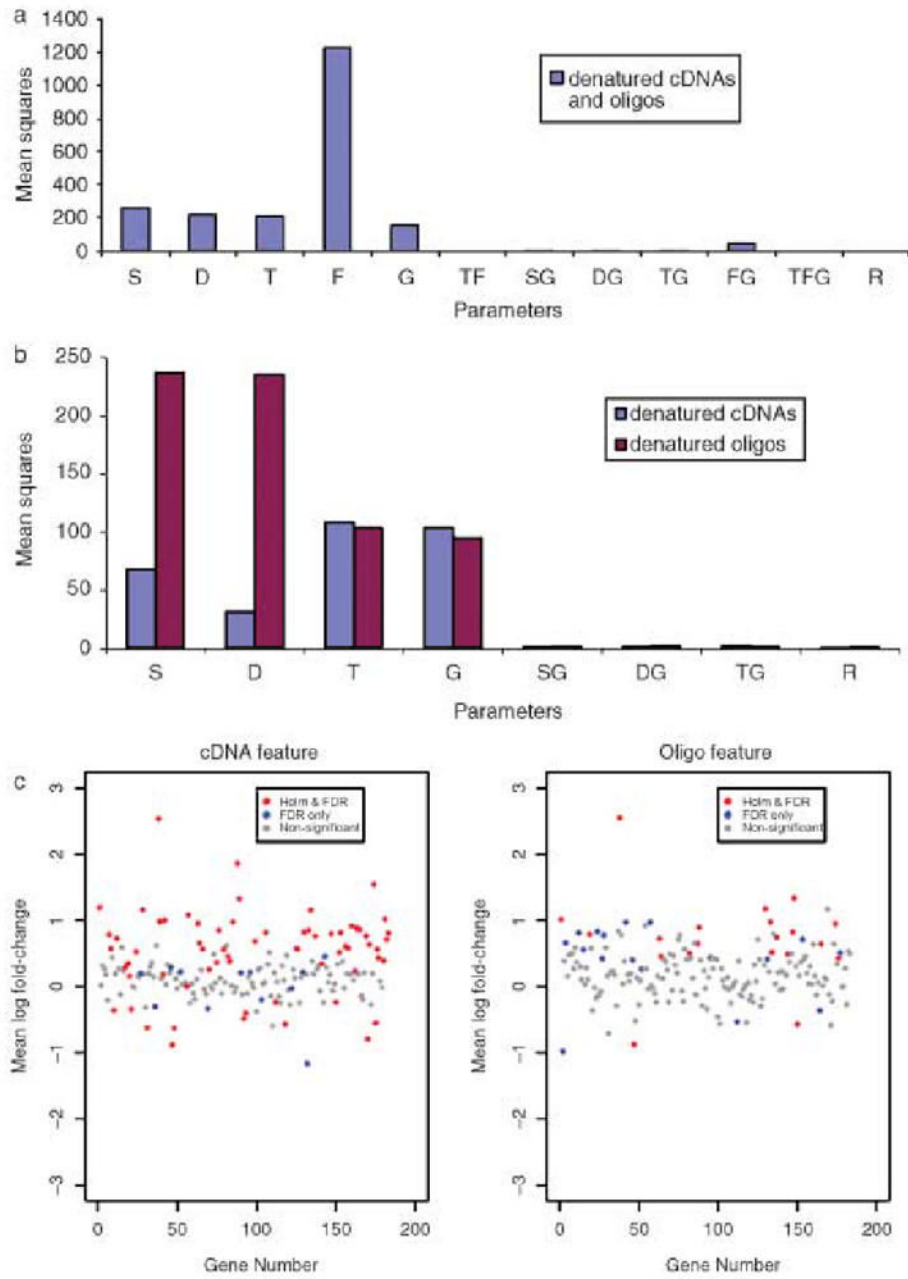 a
1400
1200
1000
800
600
400
200
0
Mean squares
denatured cDNAs
and oligos
S D T F G TF SG DG TG FG TFG R
Parameters
b
250
200
150
100
50
0
Mean squares
denatured cDNAs
denatured oligos
S D T G SG DG TG R
Parameters
c
cDNA feature
3
2
1
0
−1
−2
−3
Mean log fold-change
Holm & FDR
FDR only
Non-significant
0 50 100 150 200
Gene Number
Oligo feature
3
2
1
0
−1
−2
−3
Mean log fold-change
Holm & FDR
FDR only
Non-significant
0 50 100 150 200
Gene Number